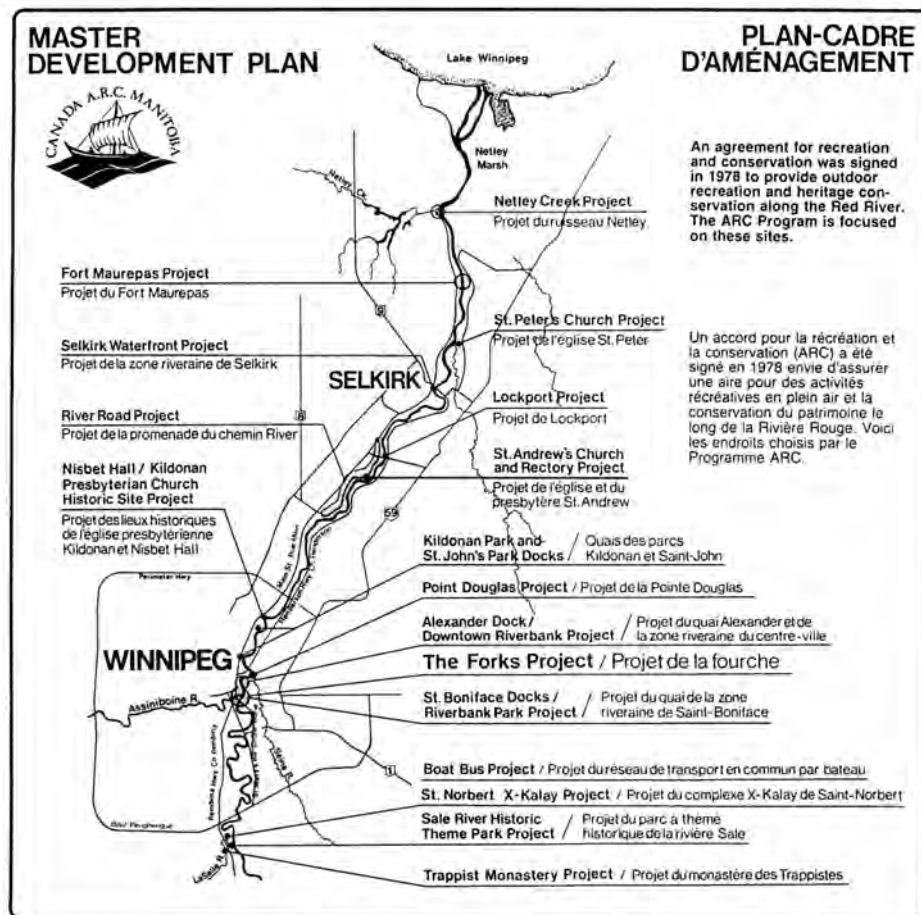 MASTER
DEVELOPMENT PLAN
PLAN-CADRE
D'AMÉNAGEMENT
CANADA A.R.C. MANITOBA
An agreement for recreation
and conservation was signed
in 1978 to provide outdoor
recreation and heritage con-
servation along the Red River.
The ARC Program is focused
on these sites.
Un accord pour la récréation et
la conservation (ARC) a été
signé en 1978 envie d'assurer
une aire pour des activités
récréatives en plein air et la
conservation du patrimoine le
long de la Rivière Rouge. Voici
les endroits choisis par le
Programme ARC.
Lake Winnipeg
Netley
Marsh
Netley Ck.
Netley Creek Project
Projet du ruisseau Netley
Fort Maurepas Project
Projet du Fort Maurepas
9
St. Peter's Church Project
Projet de l'église St. Peter
Selkirk Waterfront Project
Projet de la zone riveraine de Selkirk
SELKIRK
Lockport Project
Projet de Lockport
River Road Project
Projet de la promenade du chemin River
8
St. Andrew's Church
and Rectory Project
Projet de l'église et du
presbytère St. Andrew
Nisbet Hall / Kildonan
Presbyterian Church
Historic Site Project
Projet des lieux historiques
de l'église presbytérienne
Kildonan et Nisbet Hall
59
Perimeter Hwy
Kildonan Park and
St. John's Park Docks / Quais des parcs
Kildonan et Saint-John
Point Douglas Project / Projet de la Pointe Douglas
Alexander Dock /
Downtown Riverbank Project / Projet du quai Alexander et de
la zone riveraine du centre-ville
WINNIPEG
The Forks Project / Projet de la fourche
Assiniboine R.
St. Boniface Docks /
Riverbank Park Project / Projet du quai de la zone
riveraine de Saint-Boniface
Seine R.
1
Boat Bus Project / Projet du réseau de transport en commun par bateau
St. Norbert X-Kalay Project / Projet du complexe X-Kalay de Saint-Norbert
Sale River Historic
Theme Park Project / Projet du parc à thème
historique de la rivière Sale
LaSalle R.
Trappist Monastery Project / Projet du monastère des Trappistes